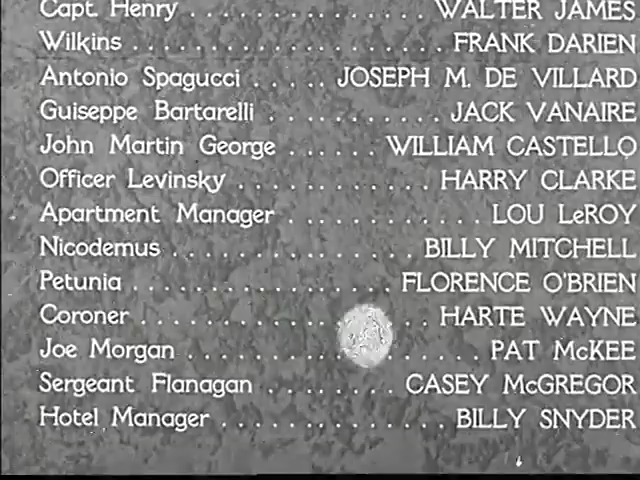 Capt. Henry . . . . . . . . . . . . . . WALTER JAMES
Wilkins . . . . . . . . . . . . . . . . . . . . FRANK DARIEN
Antonio Spagucci . . . . . JOSEPH M. DE VILLARD
Guiseppe Bartarelli . . . . . . . . . . . JACK VANAIRE
John Martin George . . . . . . WILLIAM CASTELLO
Officer Levinsky . . . . . . . . . . . . HARRY CLARKE
Apartment Manager . . . . . . . . . . . . LOU LeROY
Nicodemus . . . . . . . . . . . . . . . BILLY MITCHELL
Petunia . . . . . . . . . . . . . . . . . FLORENCE O'BRIEN
Coroner . . . . . . . . . . . . . . . . . . HARTE WAYNE
Joe Morgan . . . . . . . . . . . . . . . . . . PAT McKEE
Sergeant Flanagan . . . . . . . . . CASEY McGREGOR
Hotel Manager . . . . . . . . . . . . . . BILLY SNYDER